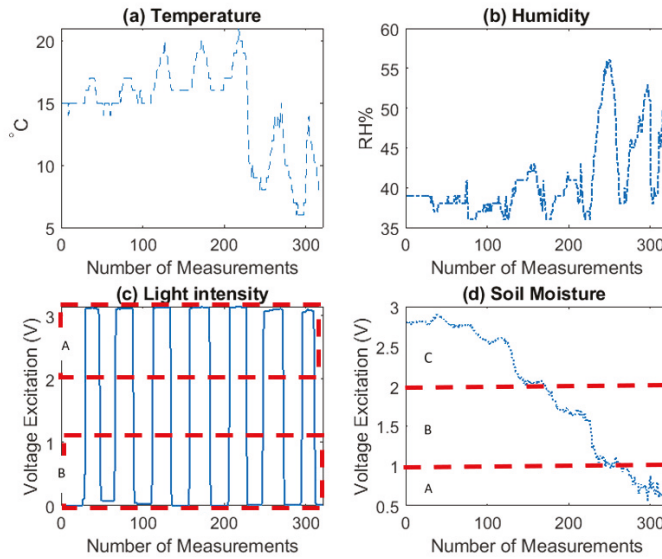 (a) Temperature
20
15
10
5
°C
0 100 200 300
Number of Measurements
(b) Humidity
60
55
50
45
40
35
RH%
0 100 200 300
Number of Measurements
(c) Light intensity
3
2
1
0
Voltage Excitation (V)
A
B
0 100 200 300
Number of Measurements
(d) Soil Moisture
3
2.5
2
1.5
1
0.5
Voltage Excitation (V)
C
B
A
0 100 200 300
Number of Measurements